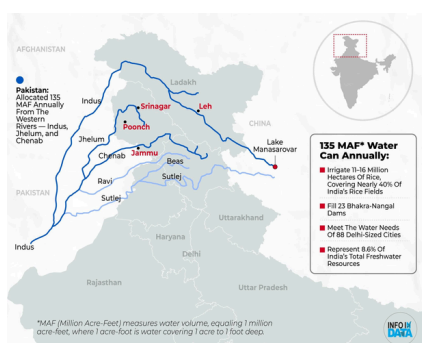 AFGHANISTAN
Pakistan:
Allocated 135
MAF Annually
From The
Western
Rivers — Indus,
Jhelum, and
Chenab
Indus
Ladakh
Srinagar
Leh
Poonch
CHINA
Jhelum
Chenab
Jammu
Lake
Manasarovar
Beas
Ravi
Sutlej
PAKISTAN
Sutlej
Indus
Uttarakhand
Haryana
Delhi
Rajasthan
Uttar Pradesh
135 MAF* Water
Can Annually:
Irrigate 11-16 Million
Hectares Of Rice,
Covering Nearly 40% Of
India's Rice Fields
Fill 23 Bhakra-Nangal
Dams
Meet The Water Needs
Of 88 Delhi-Sized Cities
Represent 8.6% Of
India's Total Freshwater
Resources
*MAF (Million Acre-Feet) measures water volume, equaling 1 million
acre-feet, where 1 acre-foot is water covering 1 acre to 1 foot deep.
INFO IN
DATA